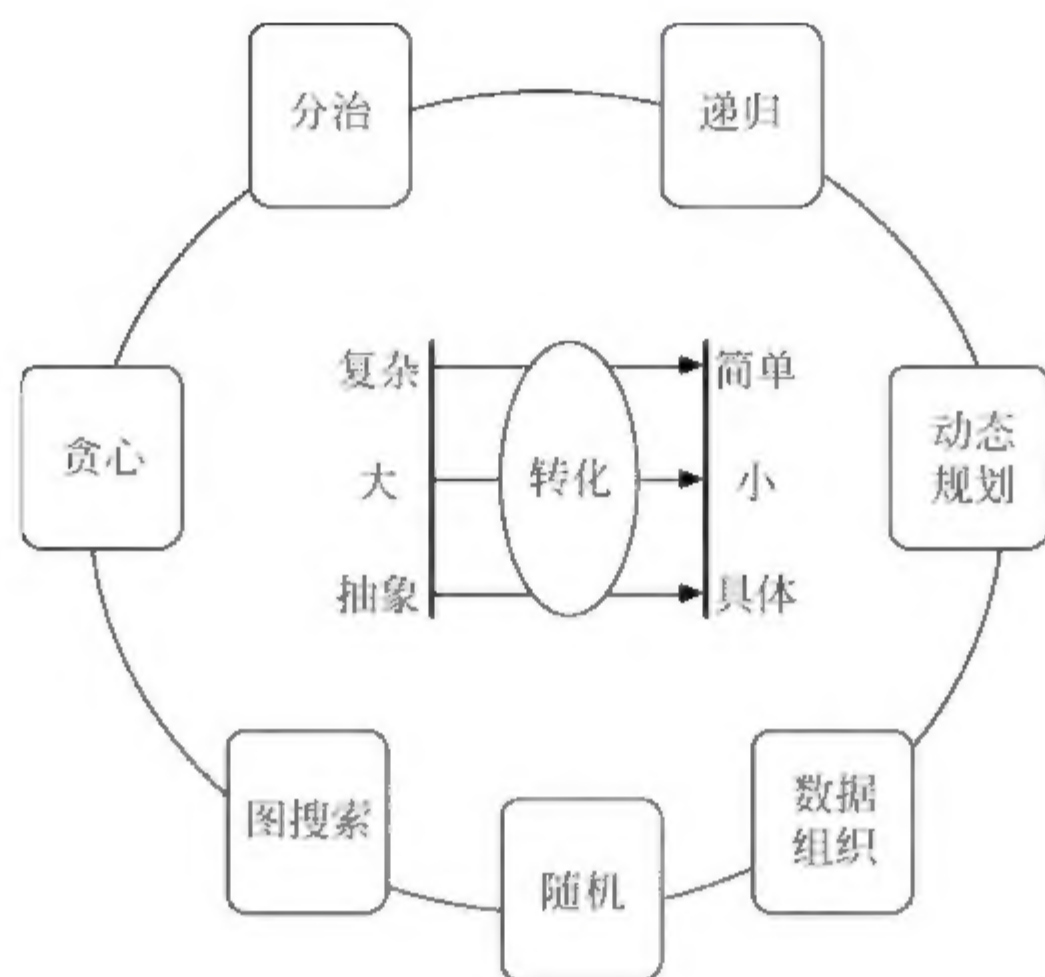 分治
递归
复杂
简单
贪心
大
转化
小
动态
规划
抽象
具体
图搜索
随机
数据
组织